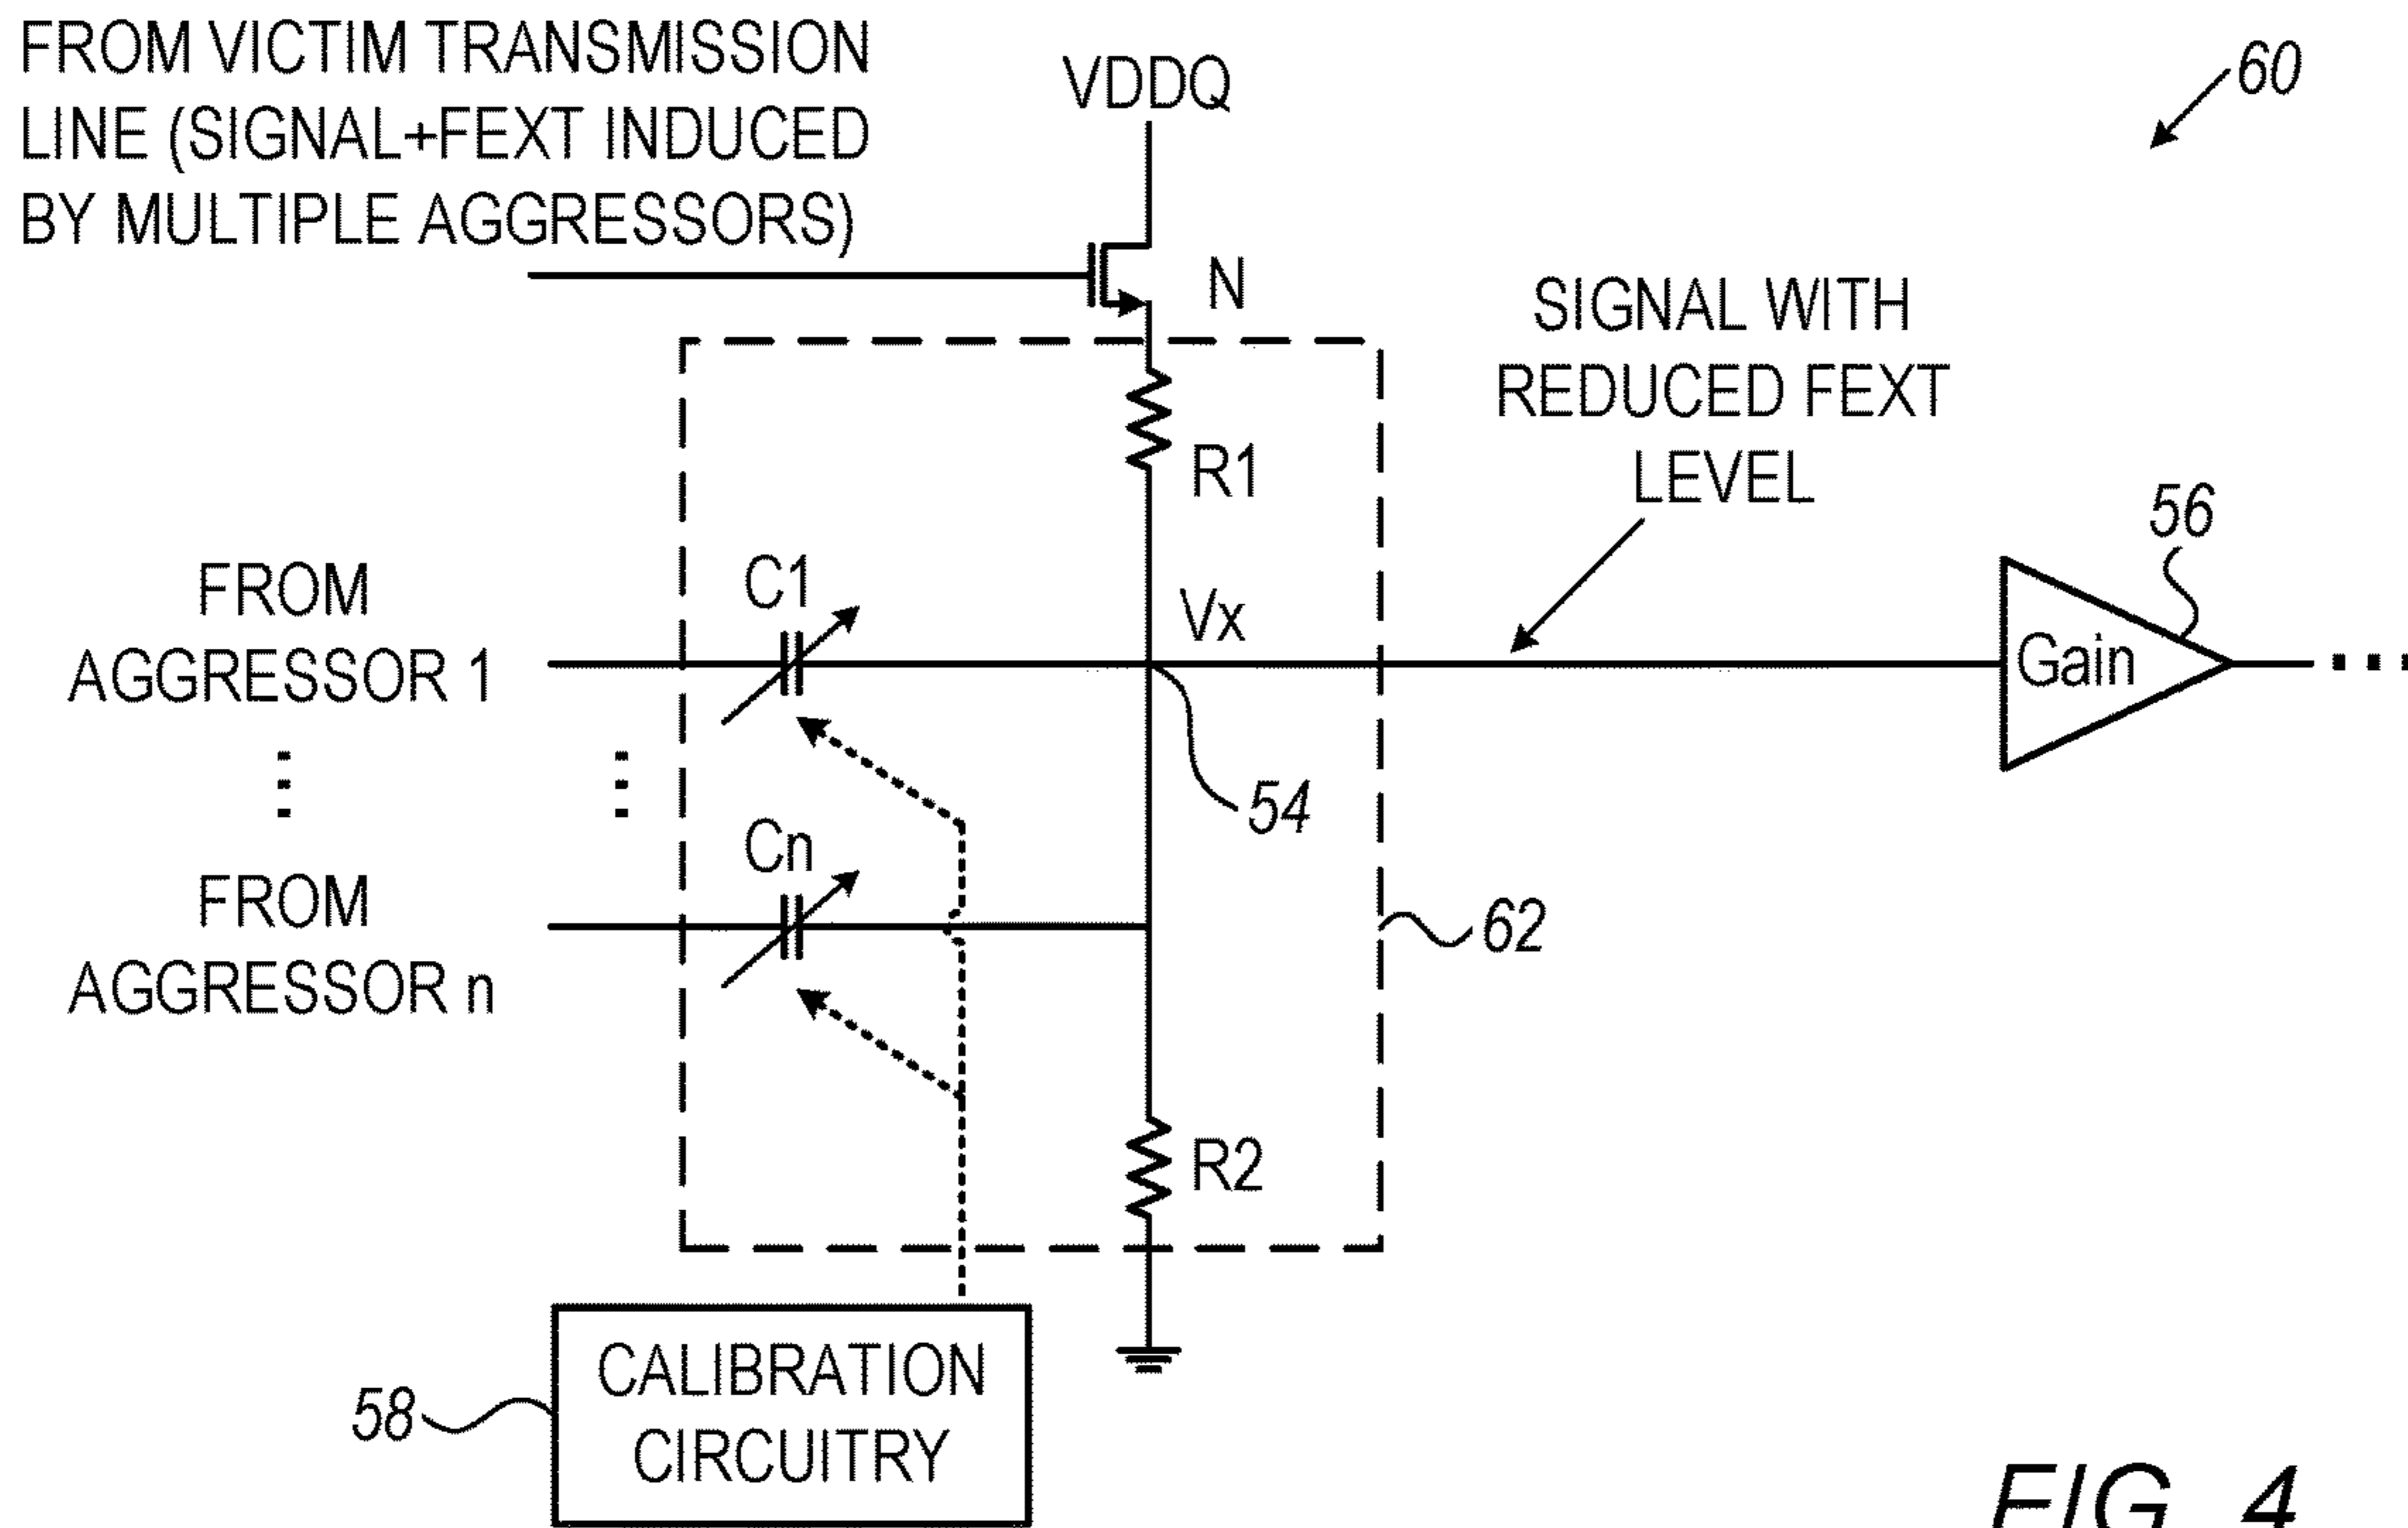 FROM VICTIM TRANSMISSION
LINE (SIGNAL+FEXT INDUCED
BY MULTIPLE AGGRESSORS)
VDDQ
60
N
SIGNAL WITH
REDUCED FEXT
LEVEL
R1
56
FROM
AGGRESSOR 1
C1
Vx
Gain
54
Cn
FROM
AGGRESSOR n
62
R2
58
CALIBRATION
CIRCUITRY
FIG. 4